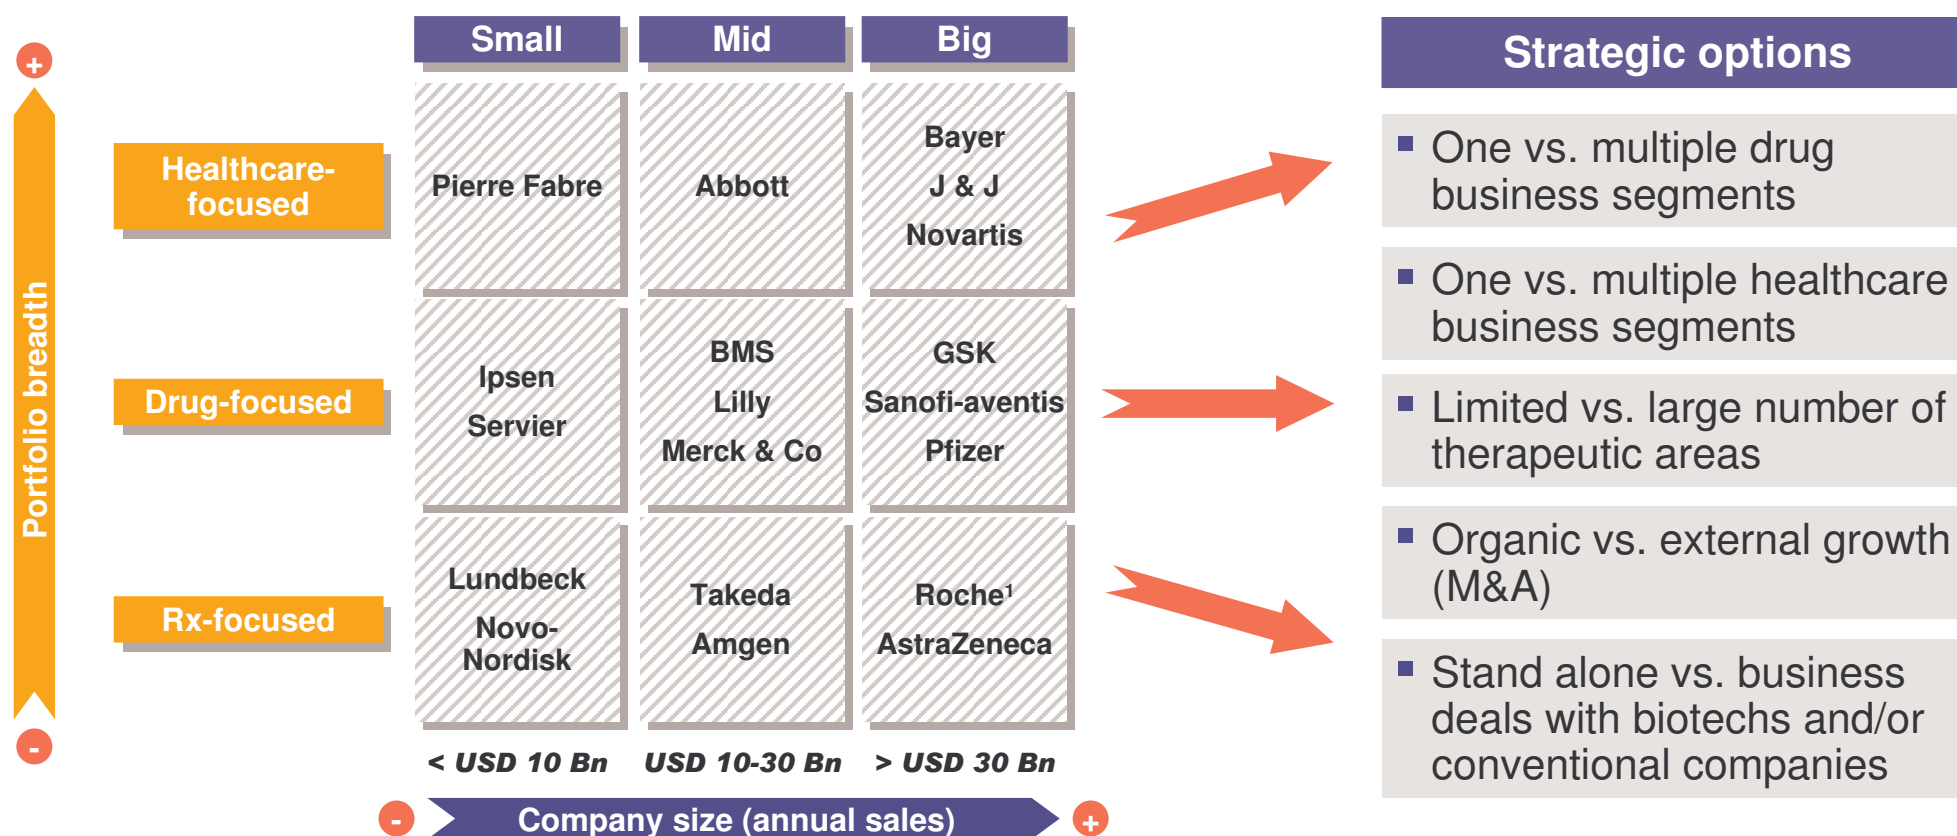 Small
Mid
Big
Strategic options
+
Portfolio breadth
-
Healthcare-
focused
Pierre Fabre
Abbott
Bayer
J & J
Novartis
Drug-focused
Ipsen
Servier
BMS
Lilly
Merck & Co
GSK
Sanofi-aventis
Pfizer
Rx-focused
Lundbeck
Novo-
Nordisk
Takeda
Amgen
Roche¹
AstraZeneca
< USD 10 Bn
USD 10-30 Bn
> USD 30 Bn
-
Company size (annual sales)
+
▪ One vs. multiple drug
business segments
▪ One vs. multiple healthcare
business segments
▪ Limited vs. large number of
therapeutic areas
▪ Organic vs. external growth
(M&A)
▪ Stand alone vs. business
deals with biotechs and/or
conventional companies